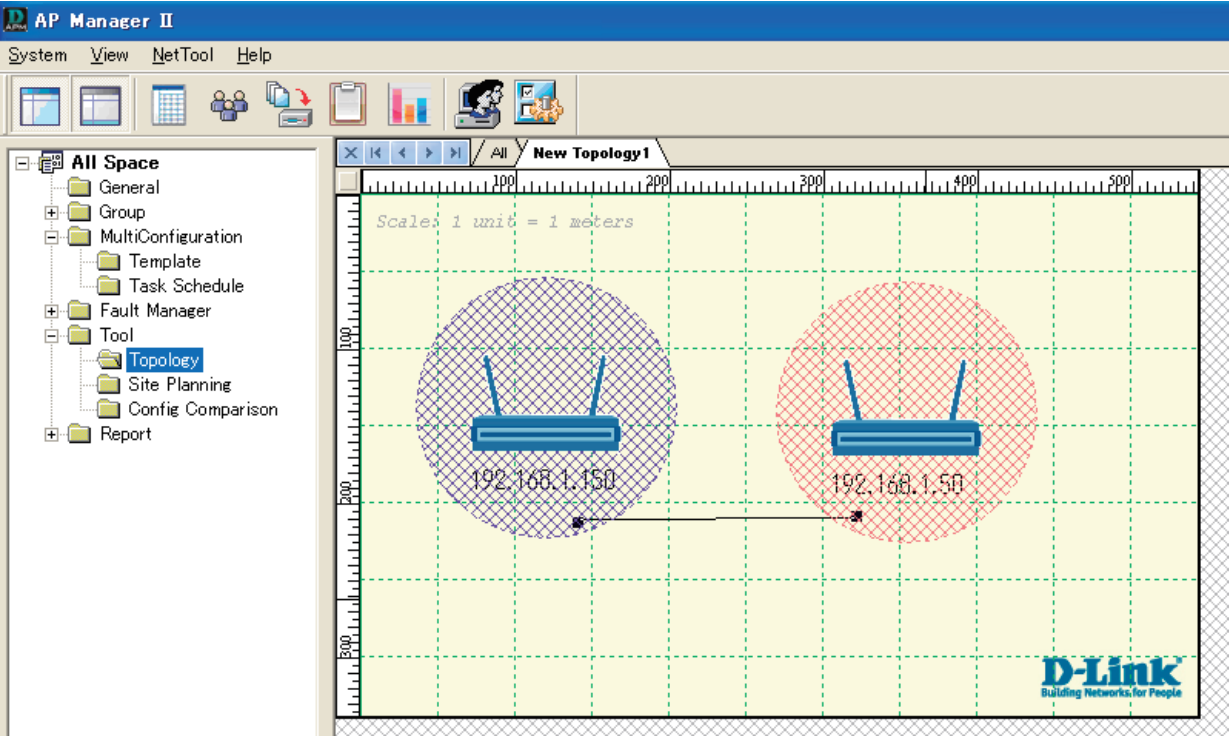 AP Manager II
System View NetTool Help
All Space
General
Group
MultiConfiguration
Template
Task Schedule
Fault Manager
Tool
Topology
Site Planning
Config Comparison
Report
All New Topology1
100 200 300 400 500
Scale: 1 unit = 1 meters
100
200
300
192.168.1.150
192.168.1.50
D-Link
Building Networks for People